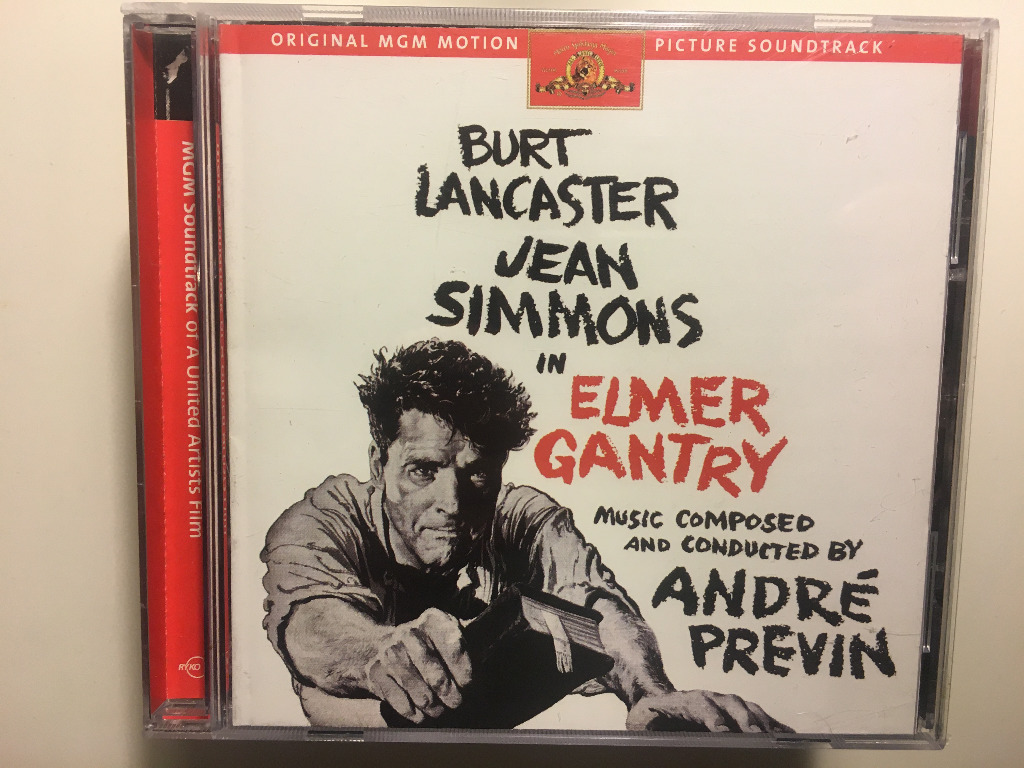 ORIGINAL MGM MOTION PICTURE SOUNDTRACK
BURT
LANCASTER
JEAN
SIMMONS
IN
ELMER
GANTRY
MUSIC COMPOSED
AND CONDUCTED BY
ANDRÉ
PREVIN
MGM Soundtrack of A United Artists Film
RYKO